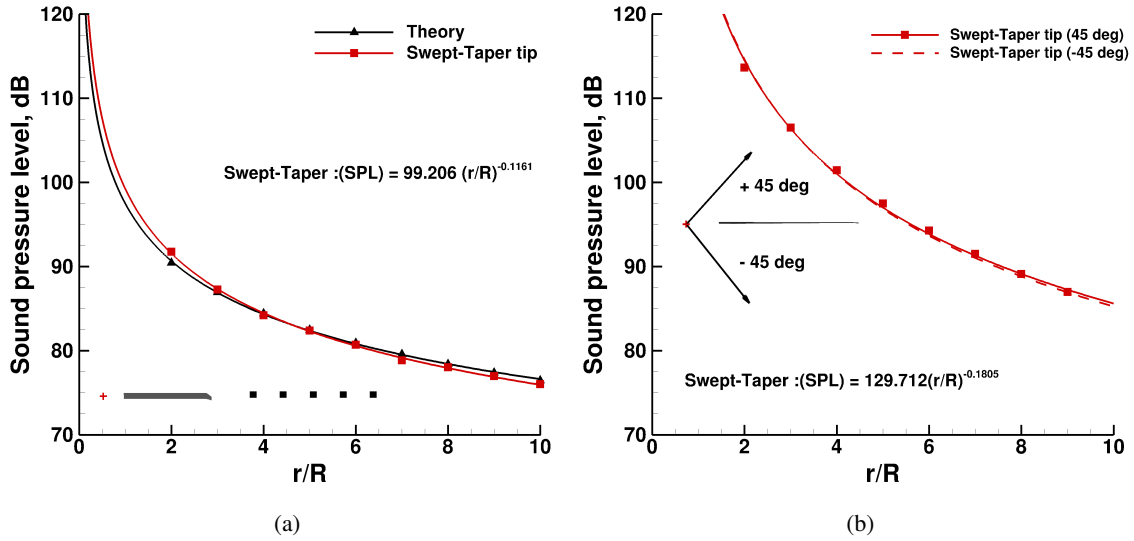 120
110
100
90
80
70
0
2
4
6
8
10
Sound pressure level, dB
r/R
Theory
Swept-Taper tip
Swept-Taper :(SPL) = 99.206 (r/R)-0.1161
(a)
120
110
100
90
80
70
0
2
4
6
8
10
Sound pressure level, dB
r/R
Swept-Taper tip (45 deg)
Swept-Taper tip (-45 deg)
+ 45 deg
- 45 deg
Swept-Taper :(SPL) = 129.712(r/R)-0.1805
(b)